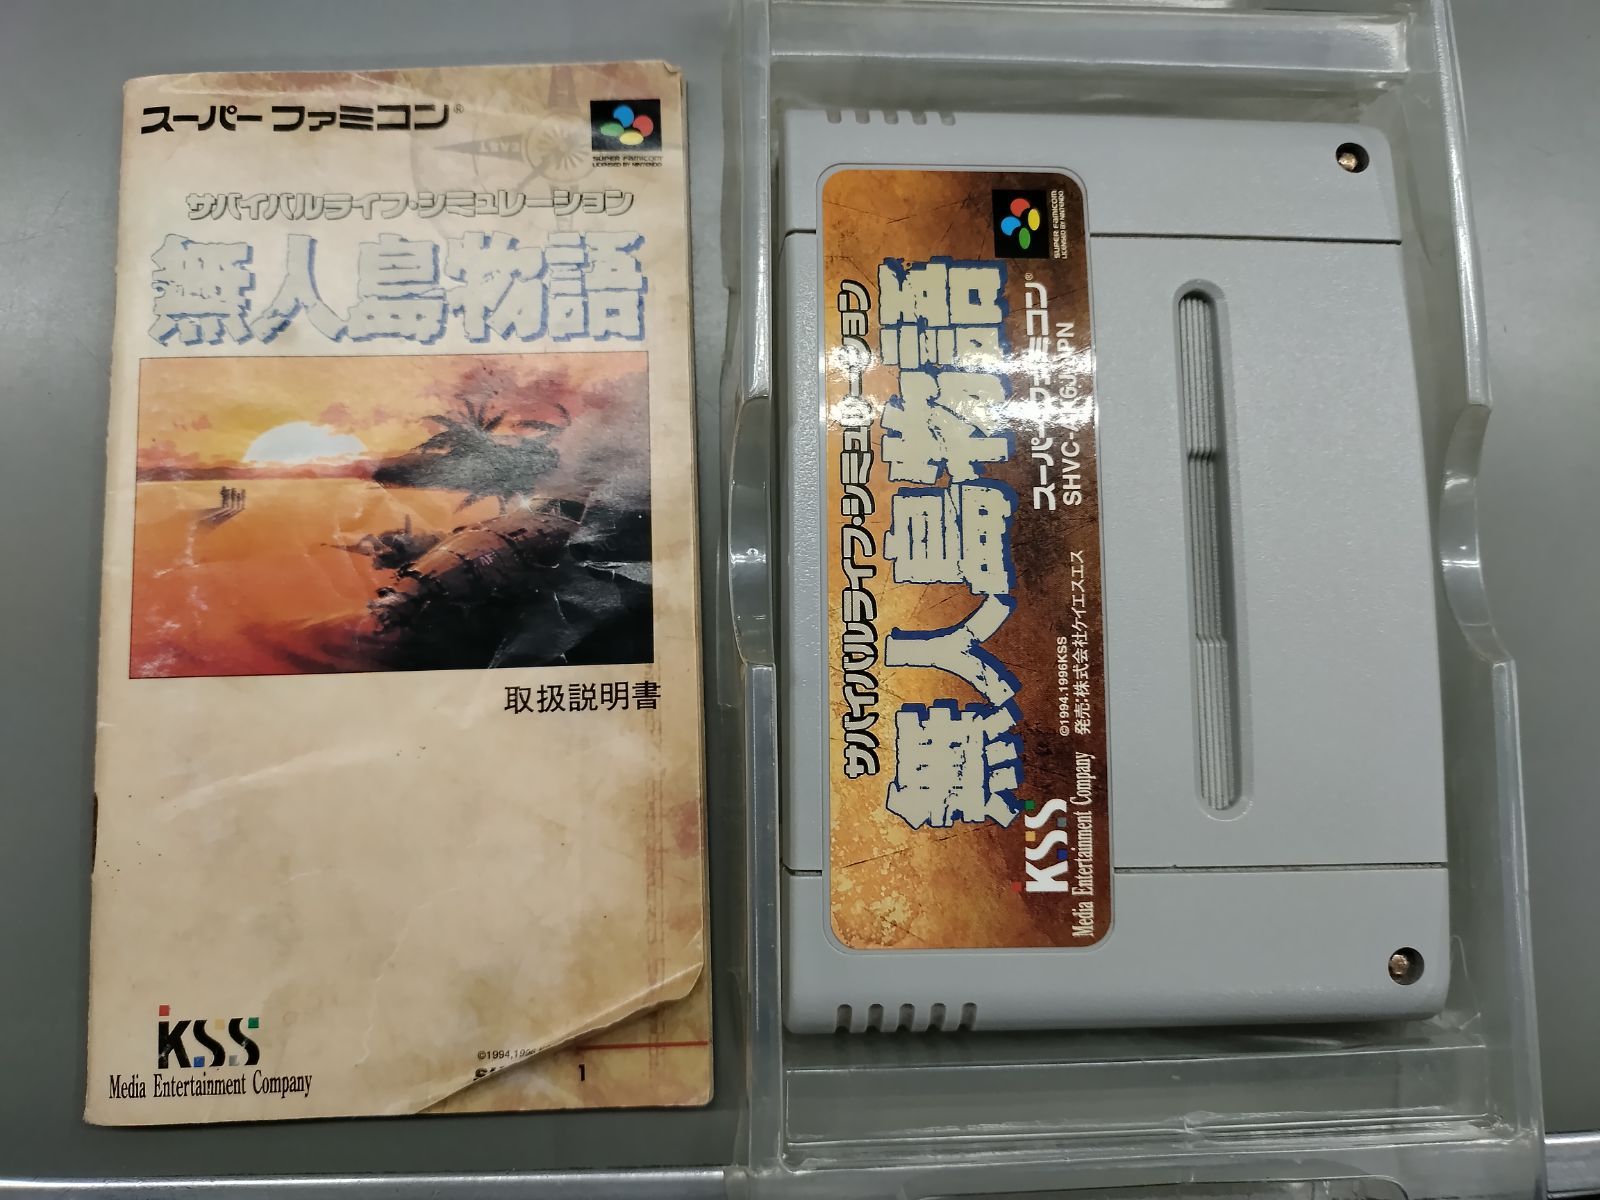 スーパーファミコン®
SUPER FAMICOM
LICENSED BY NINTENDO
EAST
サバイバルライフ・シミュレーション
無人島物語
取扱説明書
KSS
Media Entertainment Company
©1994,1996
1
SUPER FAMICOM
LICENSED BY NINTENDO
サバイバルライフ・シミュレーション
無人島物語
スーパーファミコン®
©1994.1996KSS
発売:株式会社ケイエスエス
KSS
Media Entertainment Company